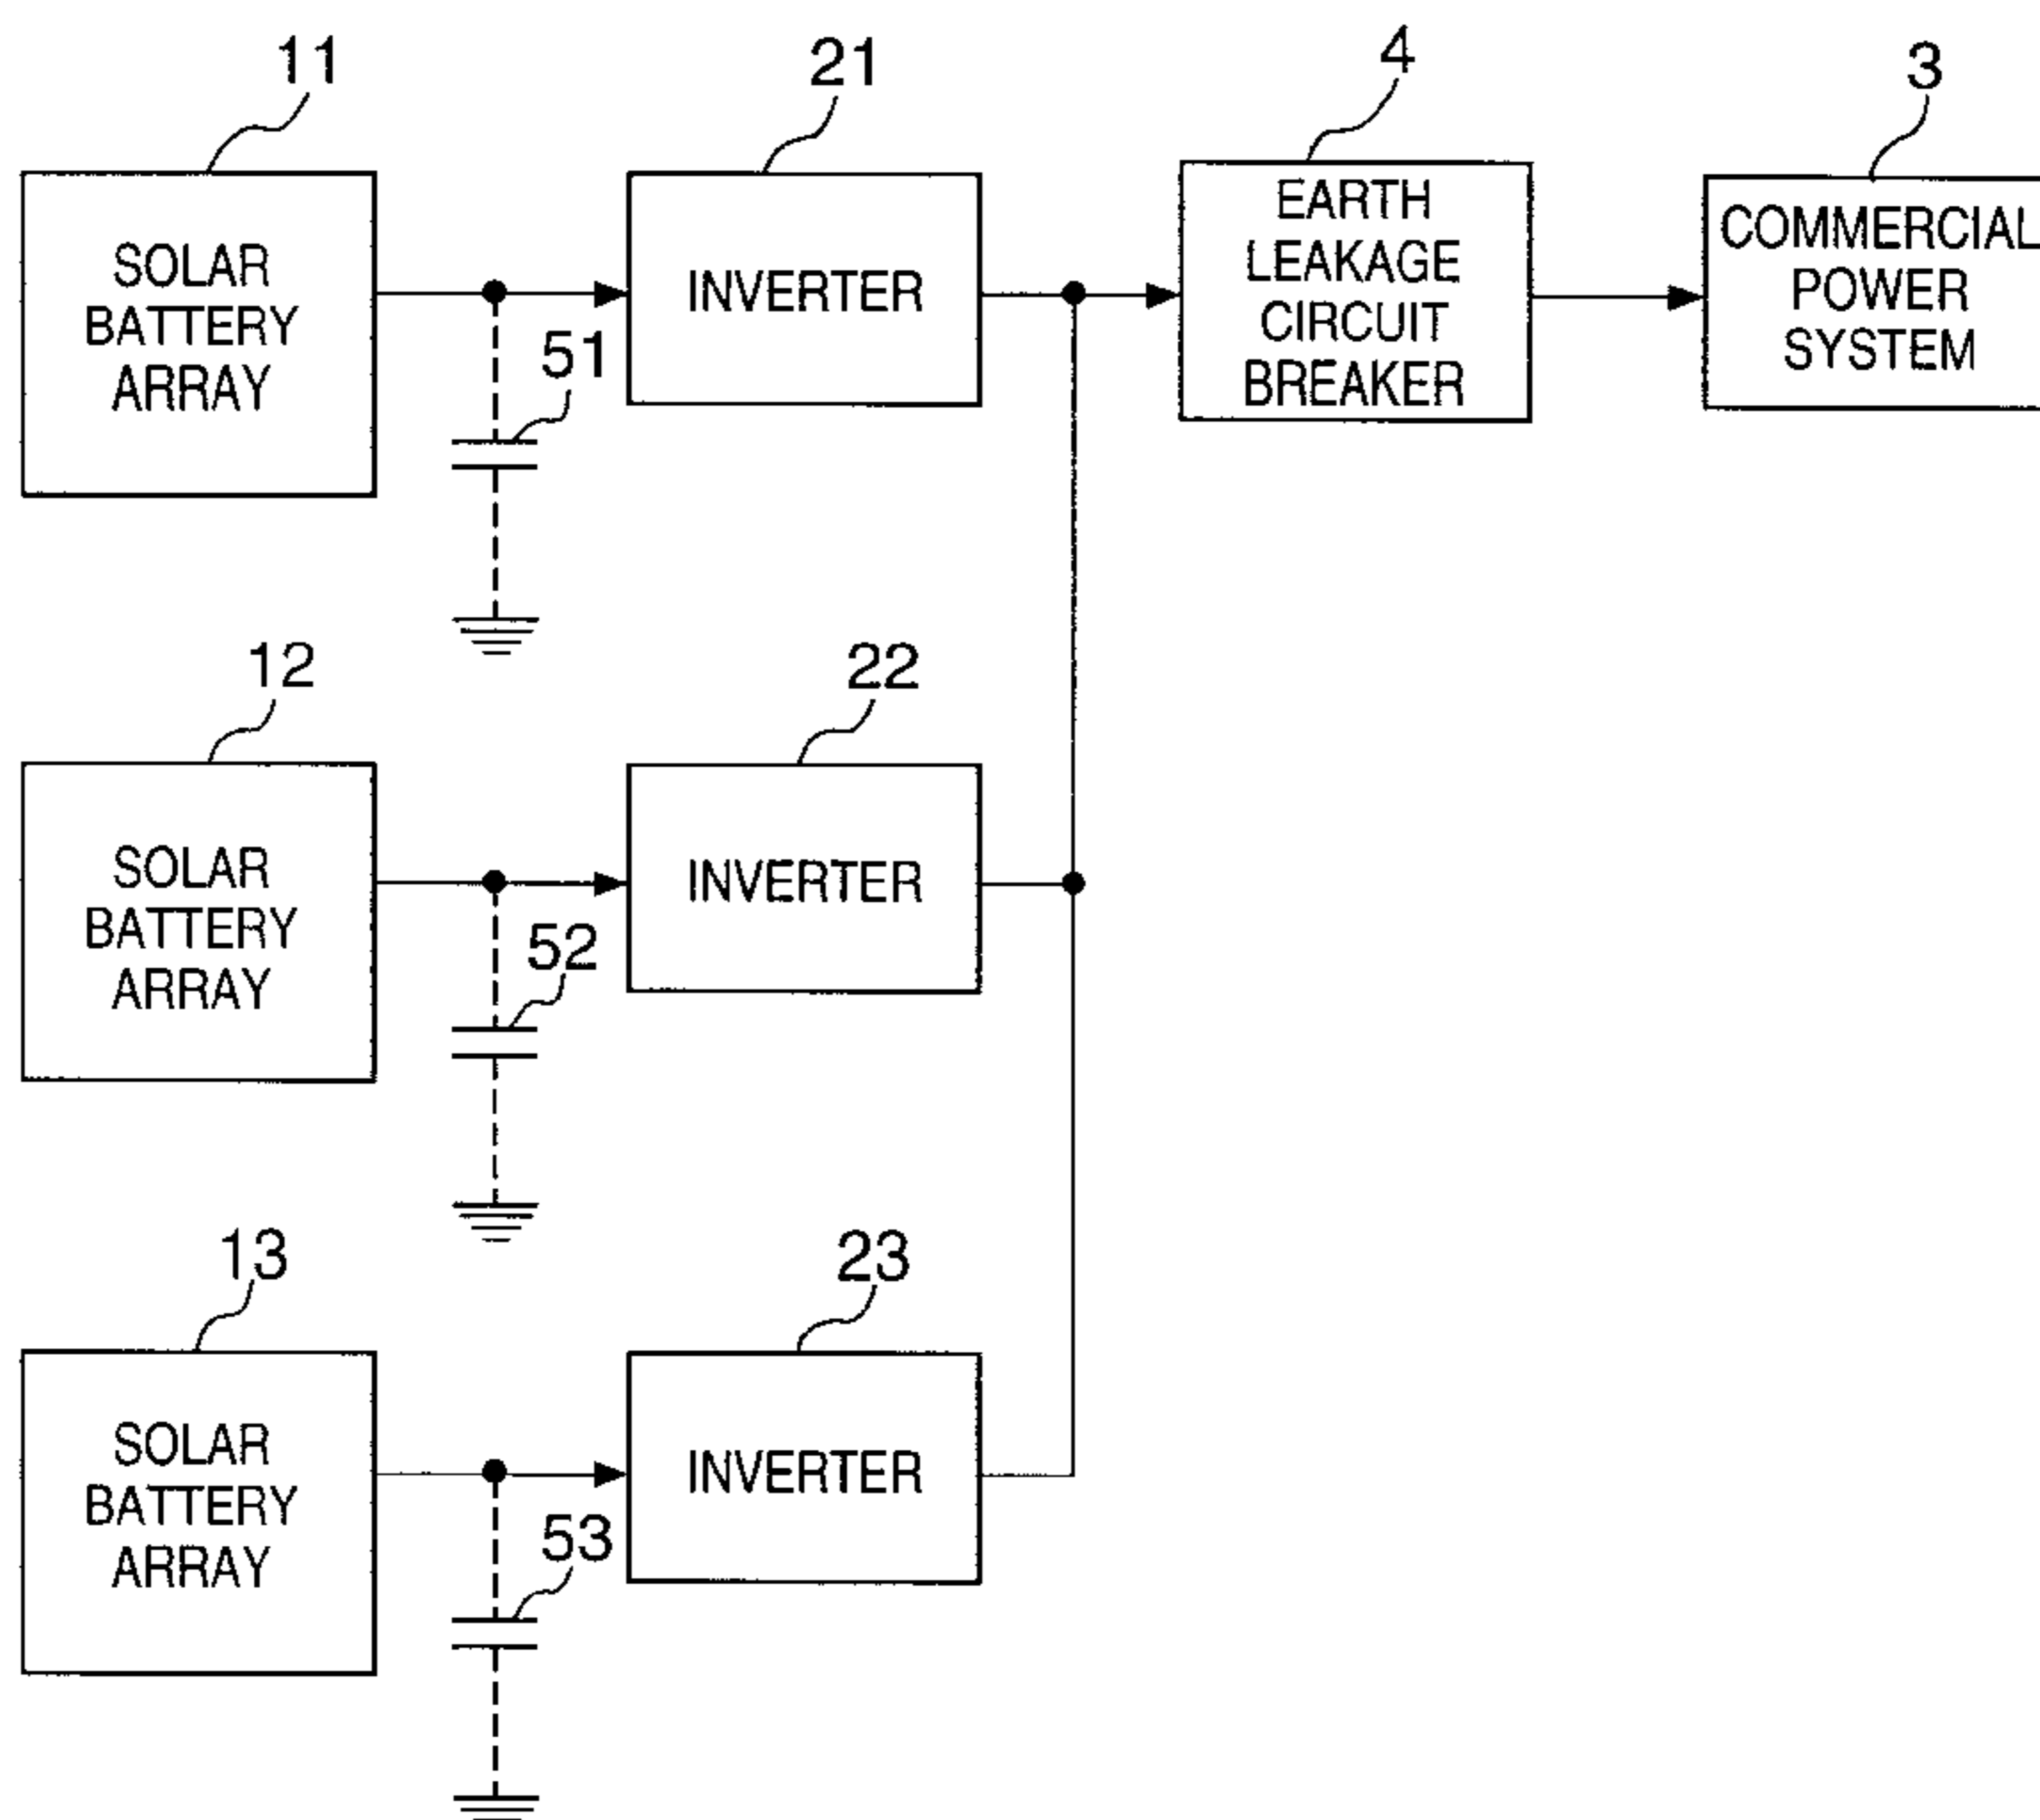 11
21
4
3
SOLAR
BATTERY
ARRAY
INVERTER
EARTH
LEAKAGE
CIRCUIT
BREAKER
COMMERCIAL
POWER
SYSTEM
51
12
22
SOLAR
BATTERY
ARRAY
INVERTER
52
13
23
SOLAR
BATTERY
ARRAY
INVERTER
53